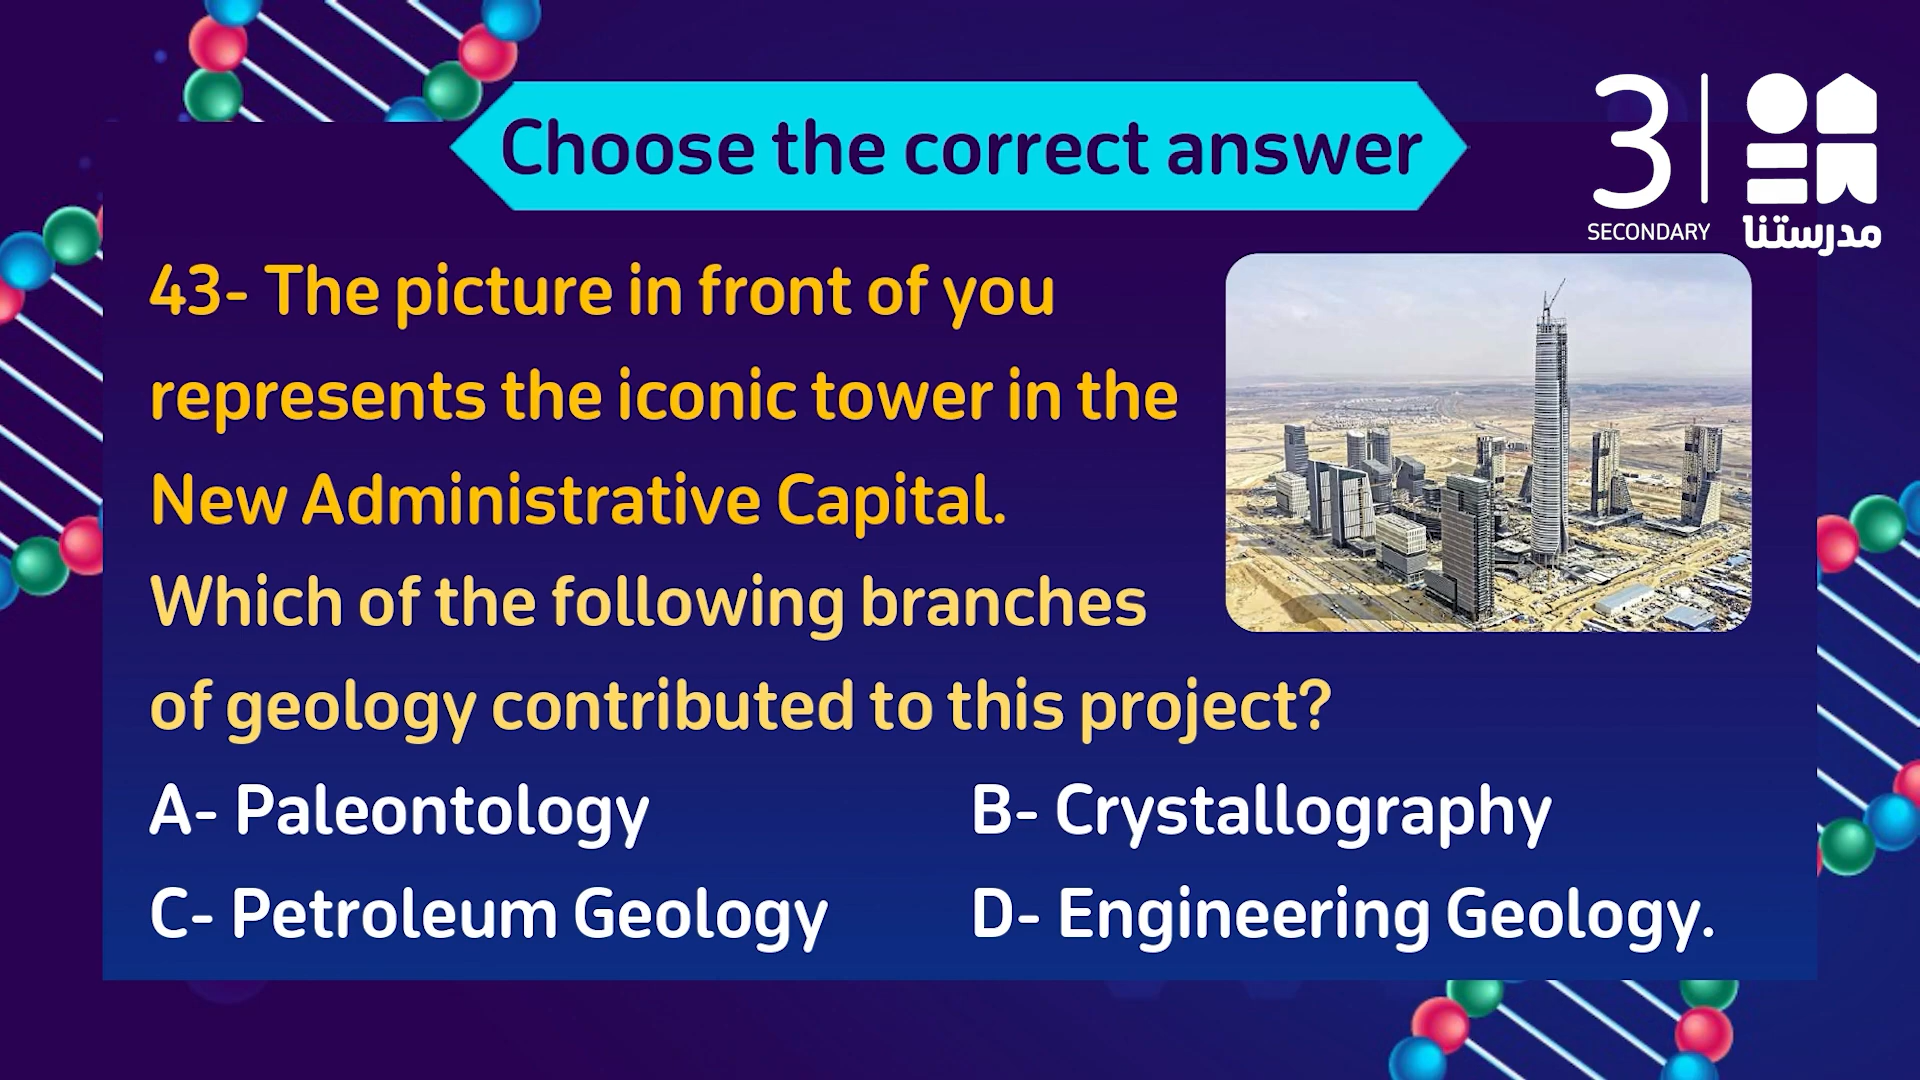 Choose the correct answer
3
SECONDARY
مدرستنا
43- The picture in front of you
represents the iconic tower in the
New Administrative Capital.
Which of the following branches
of geology contributed to this project?
A- Paleontology
B- Crystallography
C- Petroleum Geology
D- Engineering Geology.